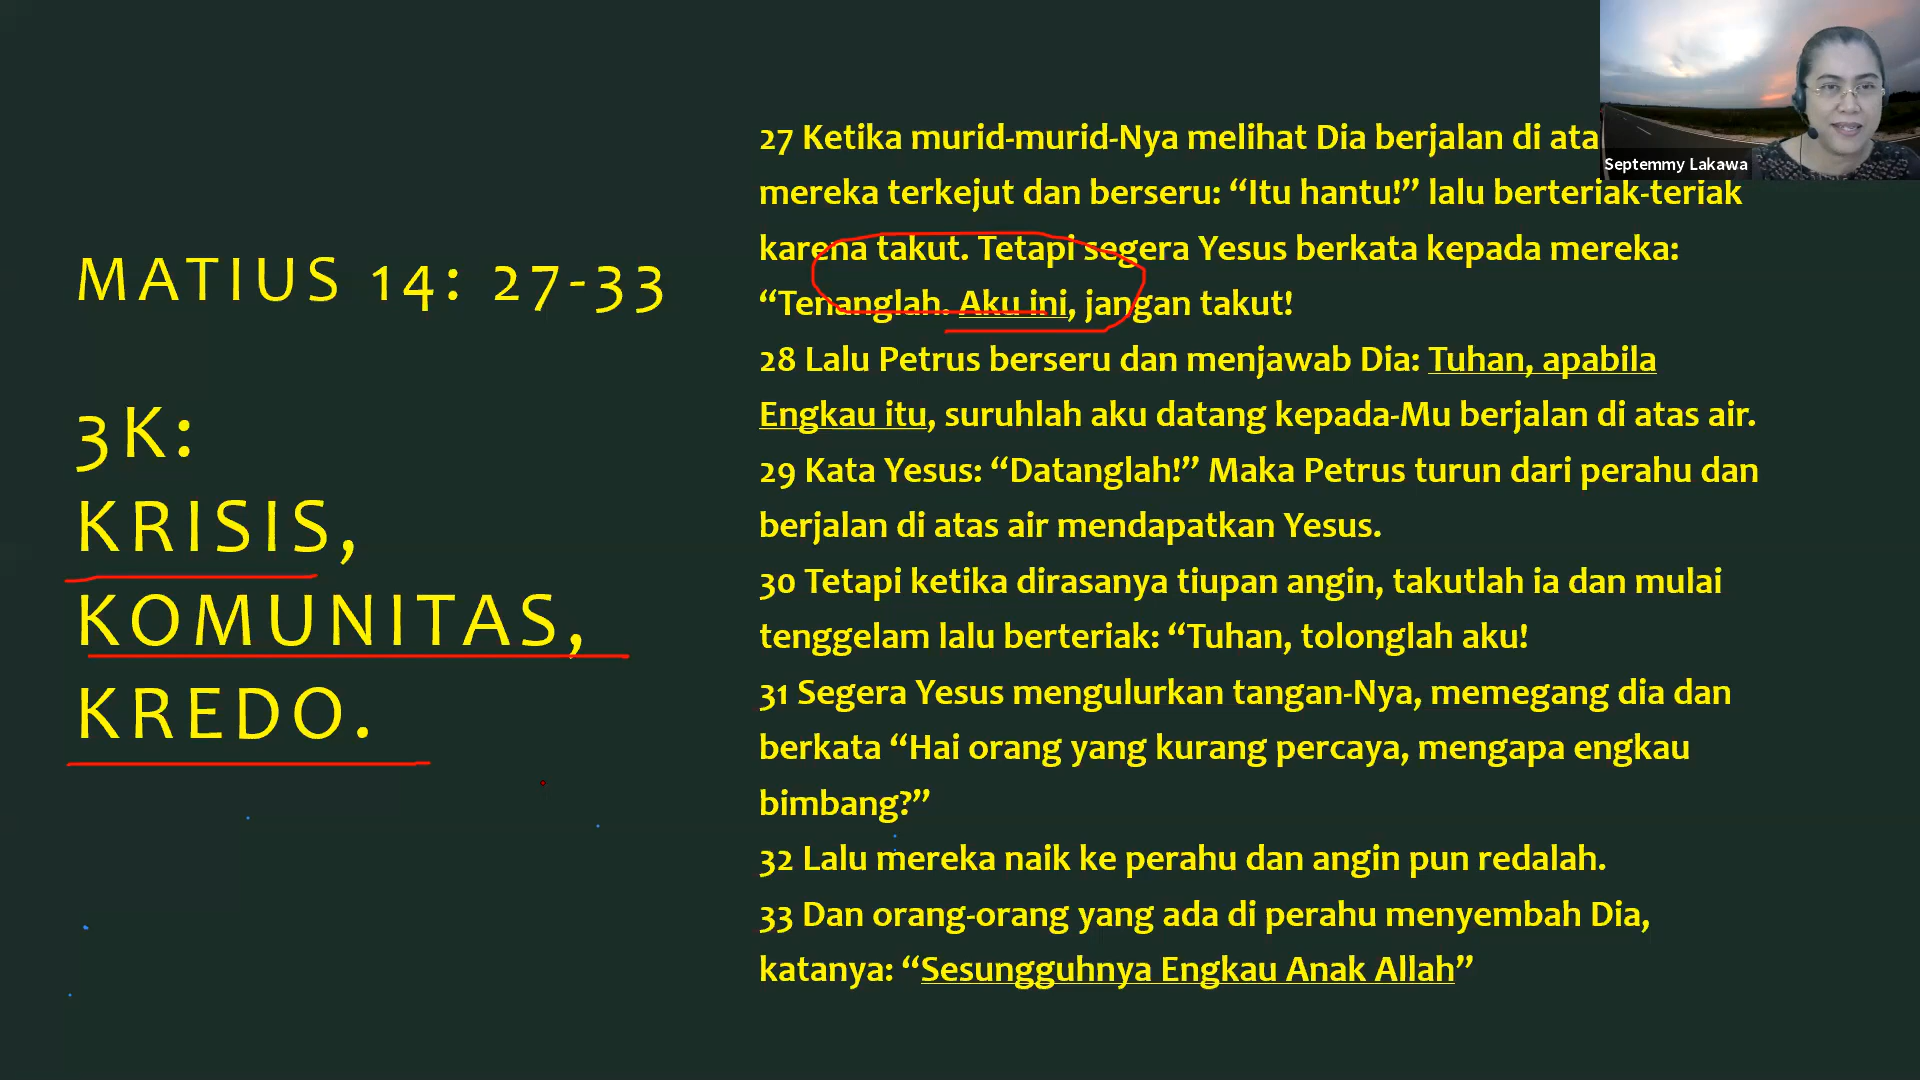 MATIUS 14: 27-33
3K:
KRISIS,
KOMUNITAS,
KREDO.
27 Ketika murid-murid-Nya melihat Dia berjalan di ata
mereka terkejut dan berseru: “Itu hantu!” lalu berteriak-teriak
karena takut. Tetapi segera Yesus berkata kepada mereka:
“Tenanglah. Aku ini, jangan takut!
28 Lalu Petrus berseru dan menjawab Dia: Tuhan, apabila
Engkau itu, suruhlah aku datang kepada-Mu berjalan di atas air.
29 Kata Yesus: “Datanglah!” Maka Petrus turun dari perahu dan
berjalan di atas air mendapatkan Yesus.
30 Tetapi ketika dirasanya tiupan angin, takutlah ia dan mulai
tenggelam lalu berteriak: “Tuhan, tolonglah aku!
31 Segera Yesus mengulurkan tangan-Nya, memegang dia dan
berkata “Hai orang yang kurang percaya, mengapa engkau
bimbang?”
32 Lalu mereka naik ke perahu dan angin pun redalah.
33 Dan orang-orang yang ada di perahu menyembah Dia,
katanya: “Sesungguhnya Engkau Anak Allah”
Septemmy Lakawa